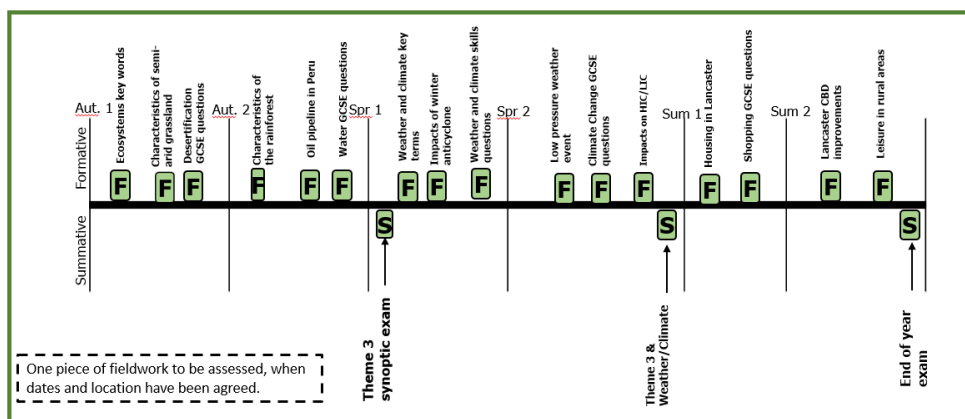 Aut. 1
Formative
Summative
Ecosystems key words
F
Characteristics of semi-
arid grassland
F
Desertification
GCSE questions
F
Aut. 2
Characteristics of
the rainforest
F
Oil pipeline in Peru
F
Water GCSE questions
F
Spr 1
S
Theme 3
synoptic exam
Weather and climate key
terms
F
Impacts of winter
anticyclone
F
Weather and climate skills
questions
F
Spr 2
Low pressure weather
event
F
Climate Change GCSE
questions
F
Impacts on HIC/LIC
F
S
Theme 3 &
Weather/Climate
Sum 1
Housing in Lancaster
F
Shopping GCSE questions
F
Sum 2
Lancaster CBD
improvements
F
Leisure in rural areas
F
S
End of year
exam
One piece of fieldwork to be assessed, when
dates and location have been agreed.